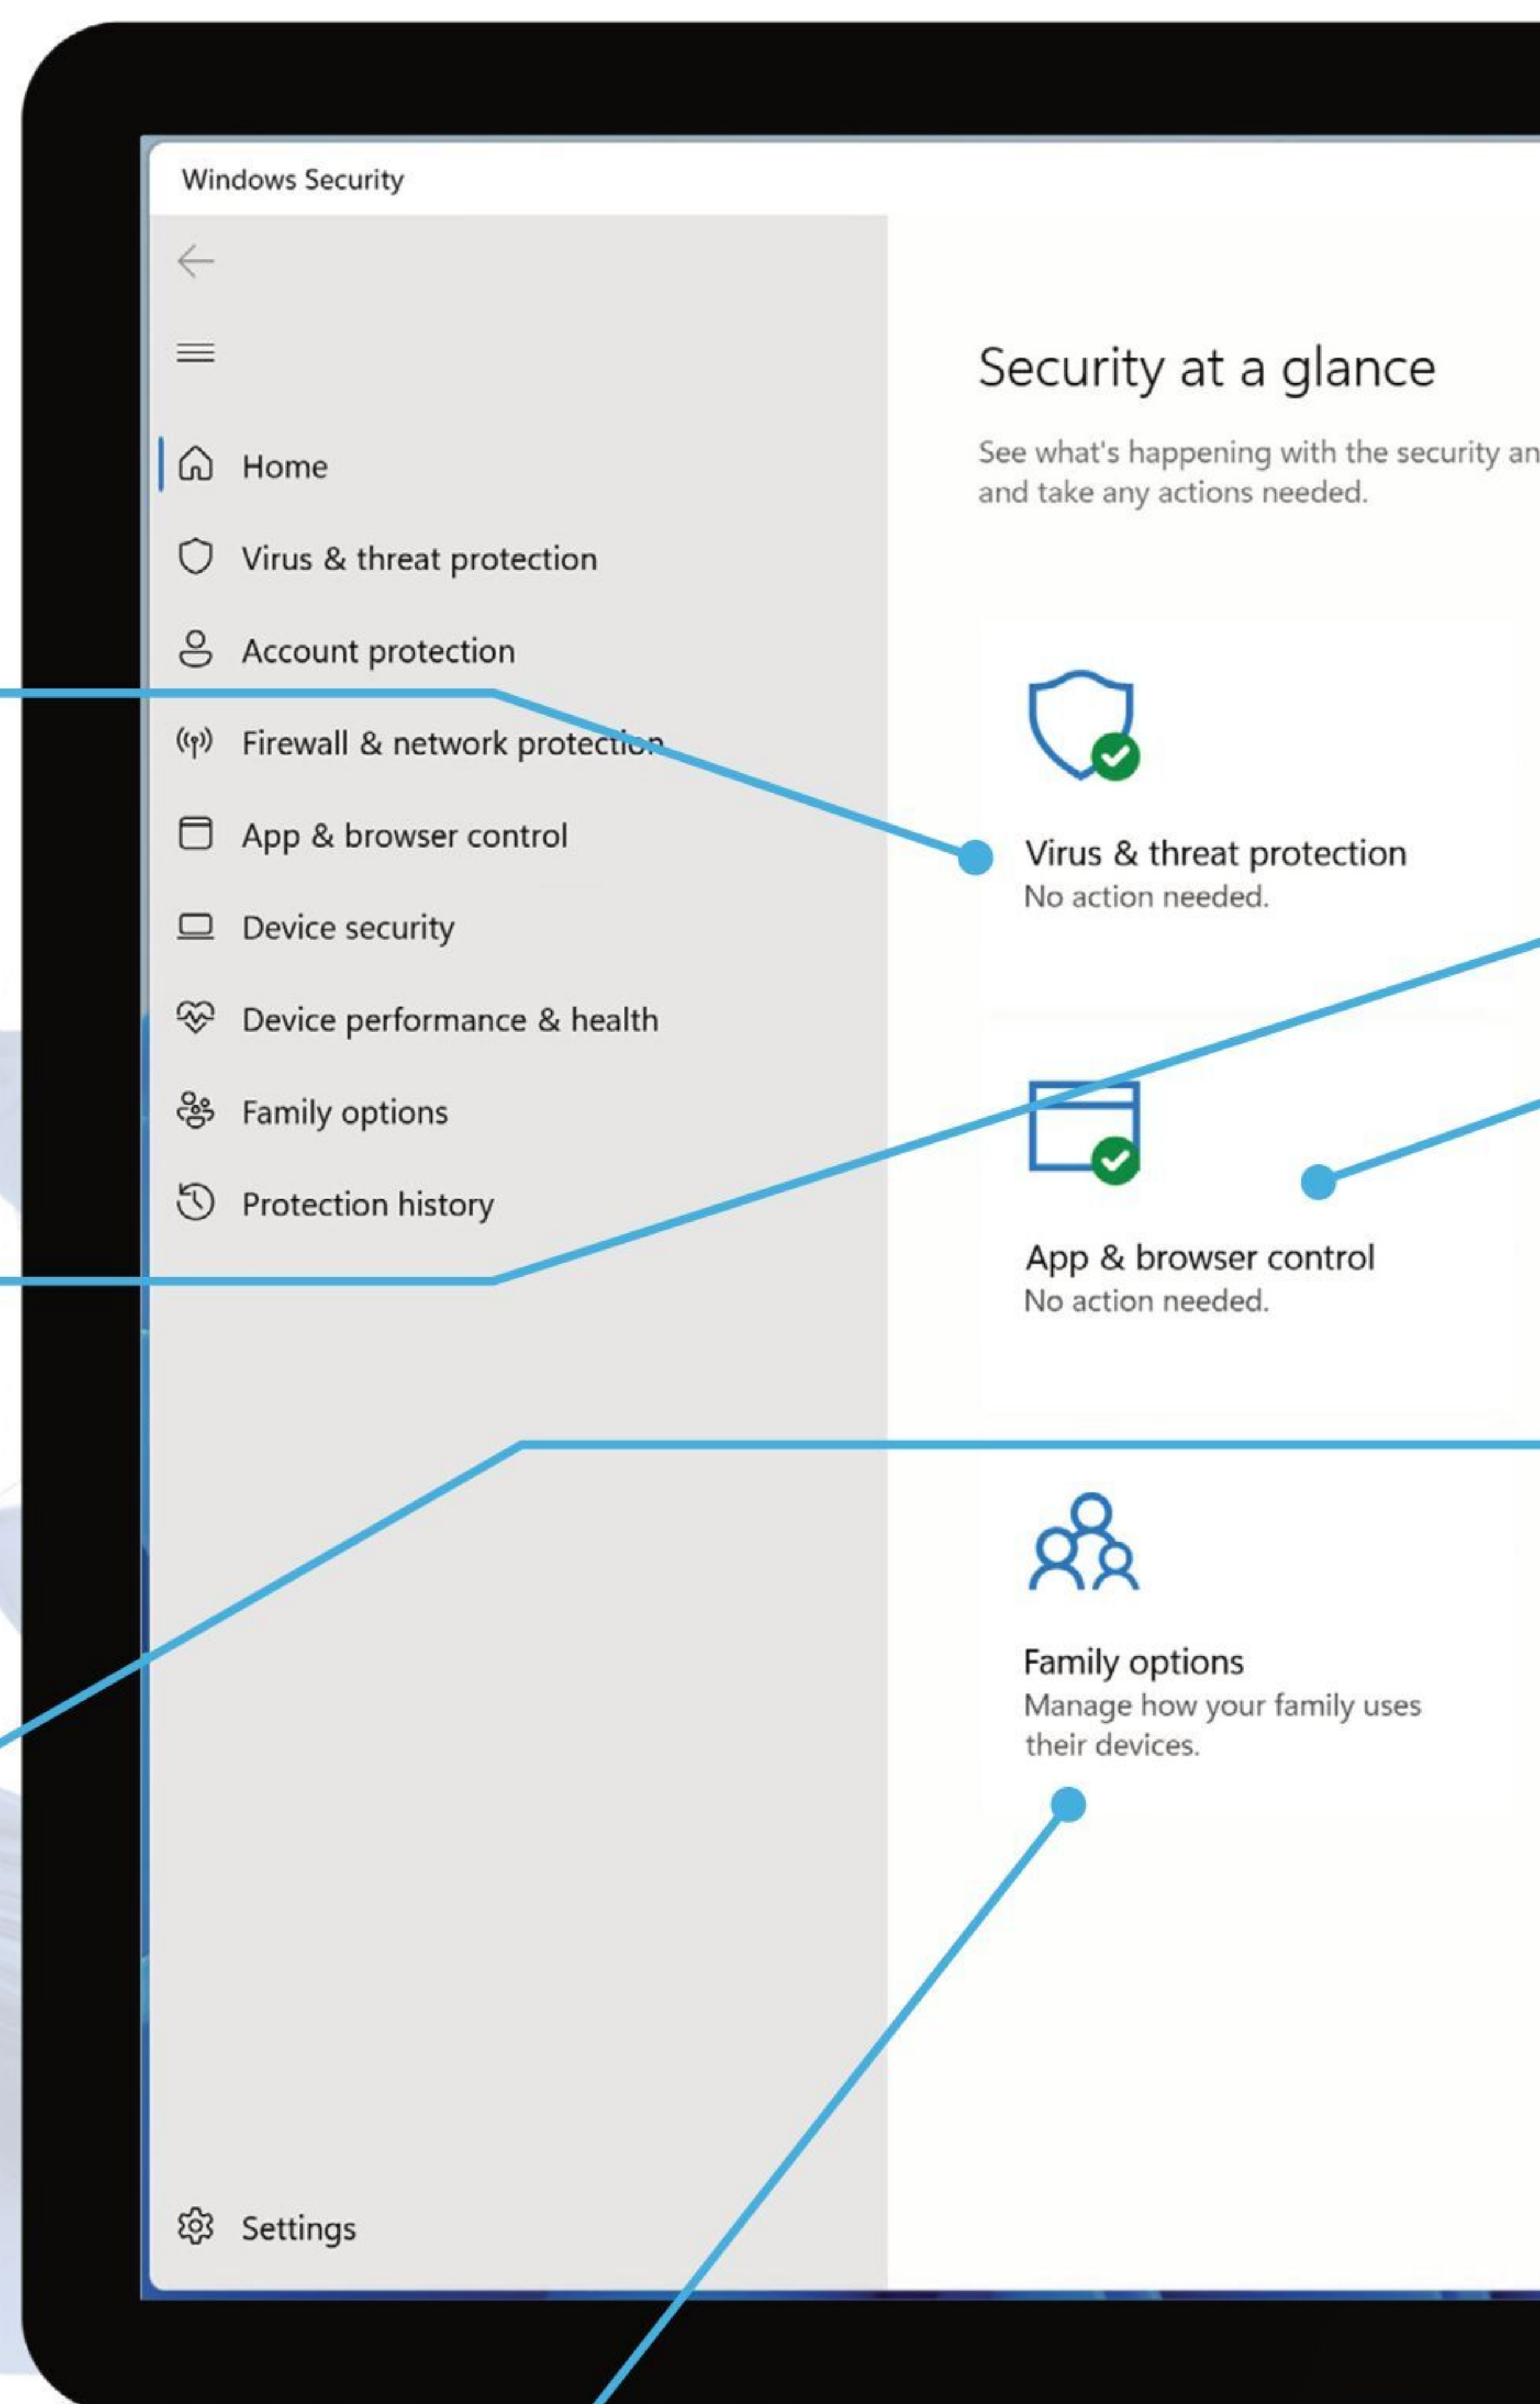 Windows Security
Home
Virus & threat protection
Account protection
Firewall & network protection
App & browser control
Device security
Device performance & health
Family options
Protection history
Settings
Security at a glance
See what's happening with the security an
and take any actions needed.
Virus & threat protection
No action needed.
App & browser control
No action needed.
Family options
Manage how your family uses
their devices.